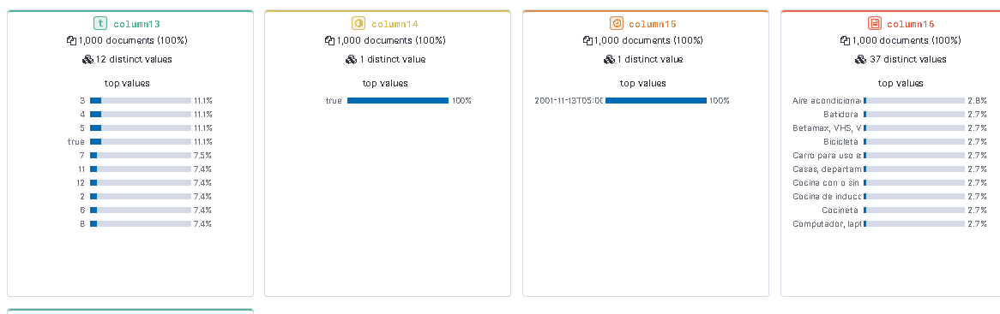 t column13
1,000 documents (100%)
12 distinct values
top values
3 11.1%
4 11.1%
5 11.1%
true 11.1%
7 7.5%
11 7.4%
12 7.4%
2 7.4%
6 7.4%
8 7.4%
column14
1,000 documents (100%)
1 distinct value
top values
true 100%
column15
1,000 documents (100%)
1 distinct value
top values
2001-11-13T05:00 100%
column16
1,000 documents (100%)
37 distinct values
top values
Aire acondiciona 2.8%
Batidora 2.7%
Betamax, VHS, V 2.7%
Bicicleta 2.7%
Carro para uso e 2.7%
Casas, departam 2.7%
Cocina con o sin 2.7%
Cocina de inducc 2.7%
Cocineta 2.7%
Computador, lapt 2.7%